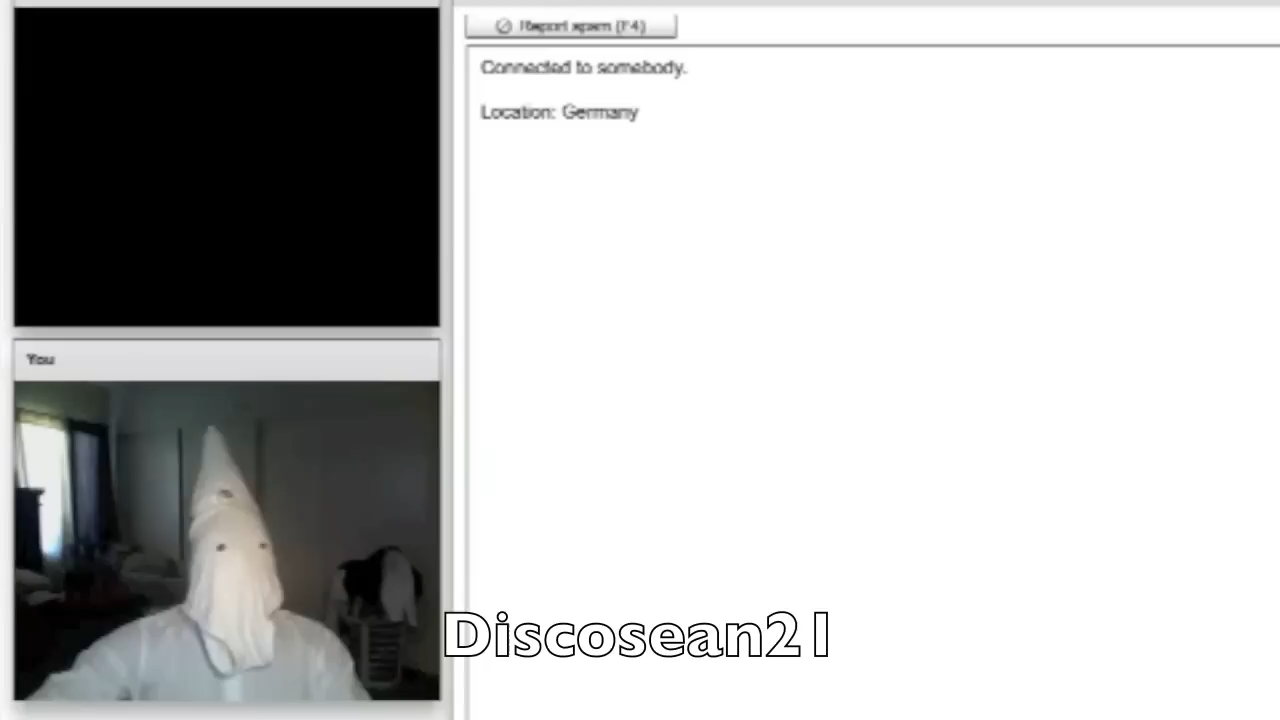 Report spam (F4)
Connected to somebody.
Location: Germany
You
Discosean21